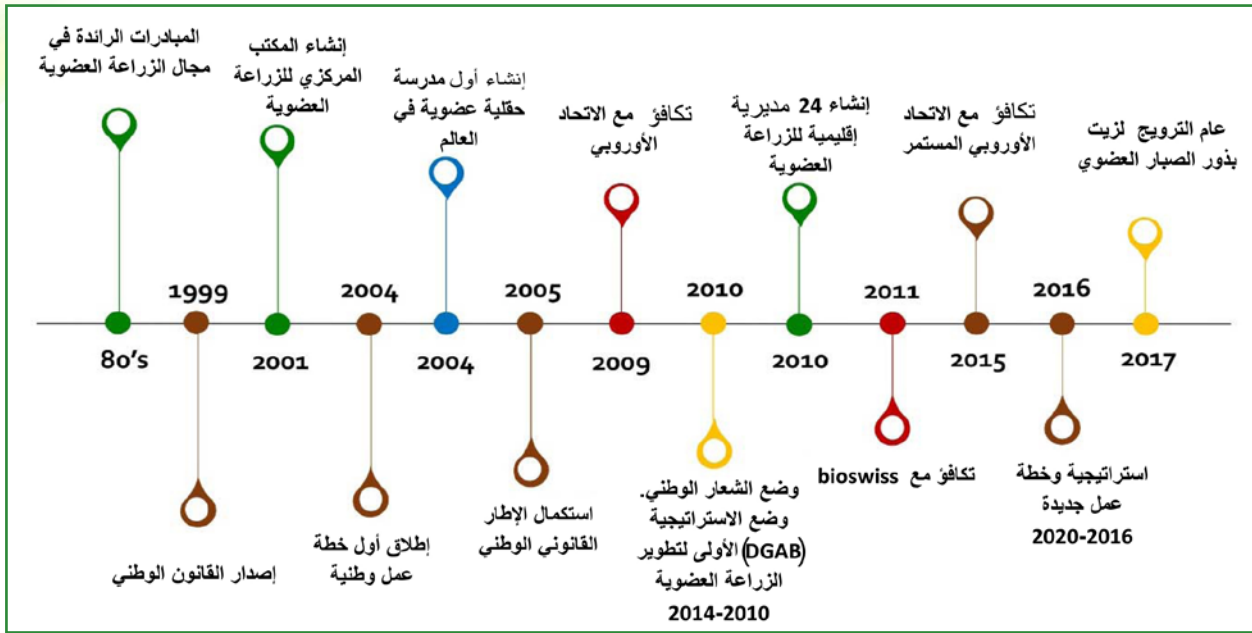 المبادرات الرائدة في
مجال الزراعة العضوية
إنشاء المكتب
المركزي للزراعة
العضوية
إنشاء أول مدرسة
حقلية عضوية في
العالم
تكافؤ مع الاتحاد
الأوروبي
إنشاء 24 مديرية
إقليمية للزراعة
العضوية
تكافؤ مع الاتحاد
الأوروبي المستمر
عام الترويج لزيت
بذور الصبار العضوي
1999
2004
2005
2010
2011
2016
80's
2001
2004
2009
2010
2015
2017
إصدار القانون الوطني
إطلاق أول خطة
عمل وطنية
استكمال الإطار
القانوني الوطني
وضع الشعار الوطني.
وضع الاستراتيجية
(DGAB) الأولى لتطوير
الزراعة العضوية
2014-2010
تكافؤ مع bioswiss
استراتيجية وخطة
عمل جديدة
2020-2016